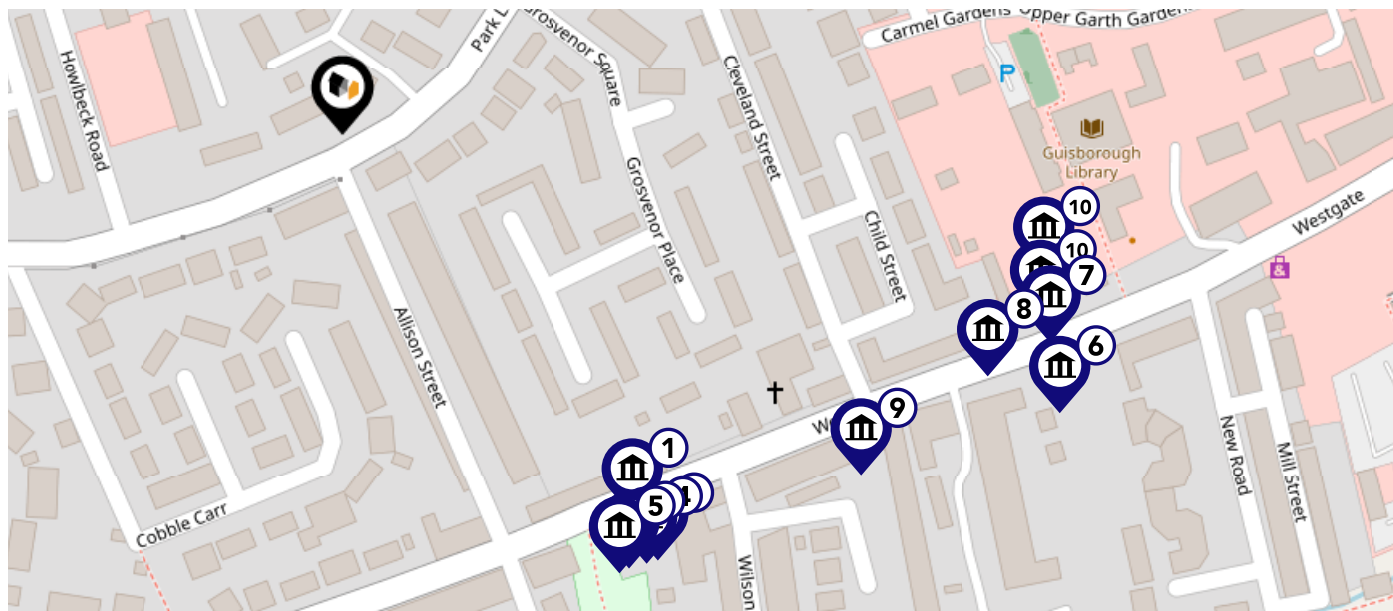 Carmel Gardens
Upper Garth Gardens
Grosvenor Square
Park L
Howlbeck Road
Cleveland Street
P
Guisborough
Library
Grosvenor Place
Child Street
Westgate
10
10
7
8
6
&
Allison Street
9
We
1
4
5
New Road
Mill Street
Cobble Carr
Wilson